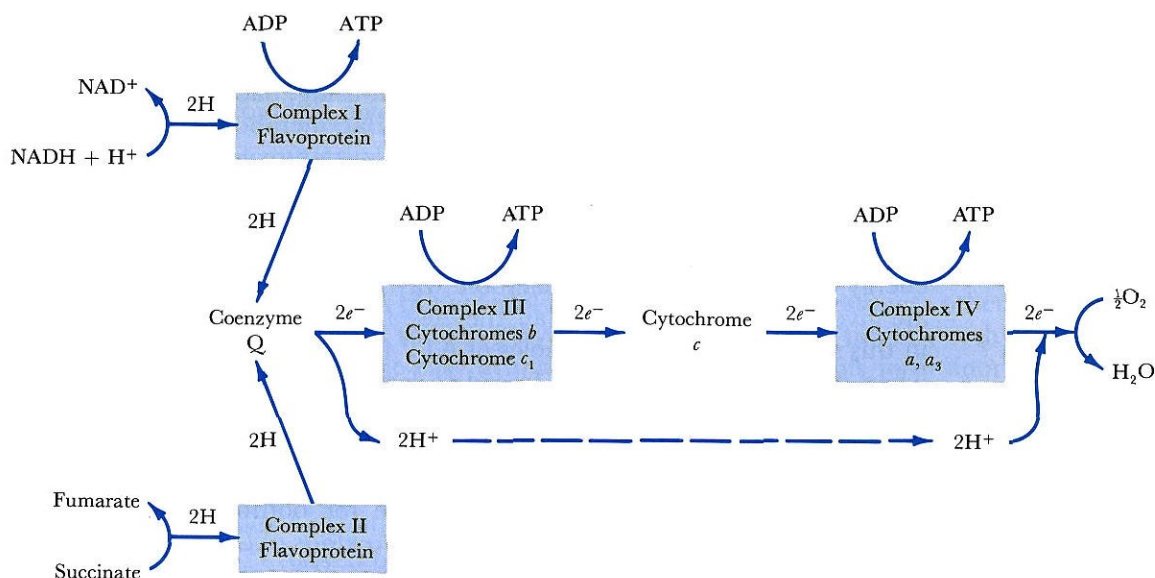 ADP ATP
NAD⁺
2H
Complex I
Flavoprotein
NADH + H⁺
2H
ADP ATP
ADP ATP
Coenzyme
Q
2e⁻
Complex III
Cytochromes b
Cytochrome c₁
2e⁻
Cytochrome
c
2e⁻
Complex IV
Cytochromes
a, a₃
2e⁻
½O₂
H₂O
2H⁺
2H⁺
2H
Fumarate
2H
Complex II
Flavoprotein
Succinate